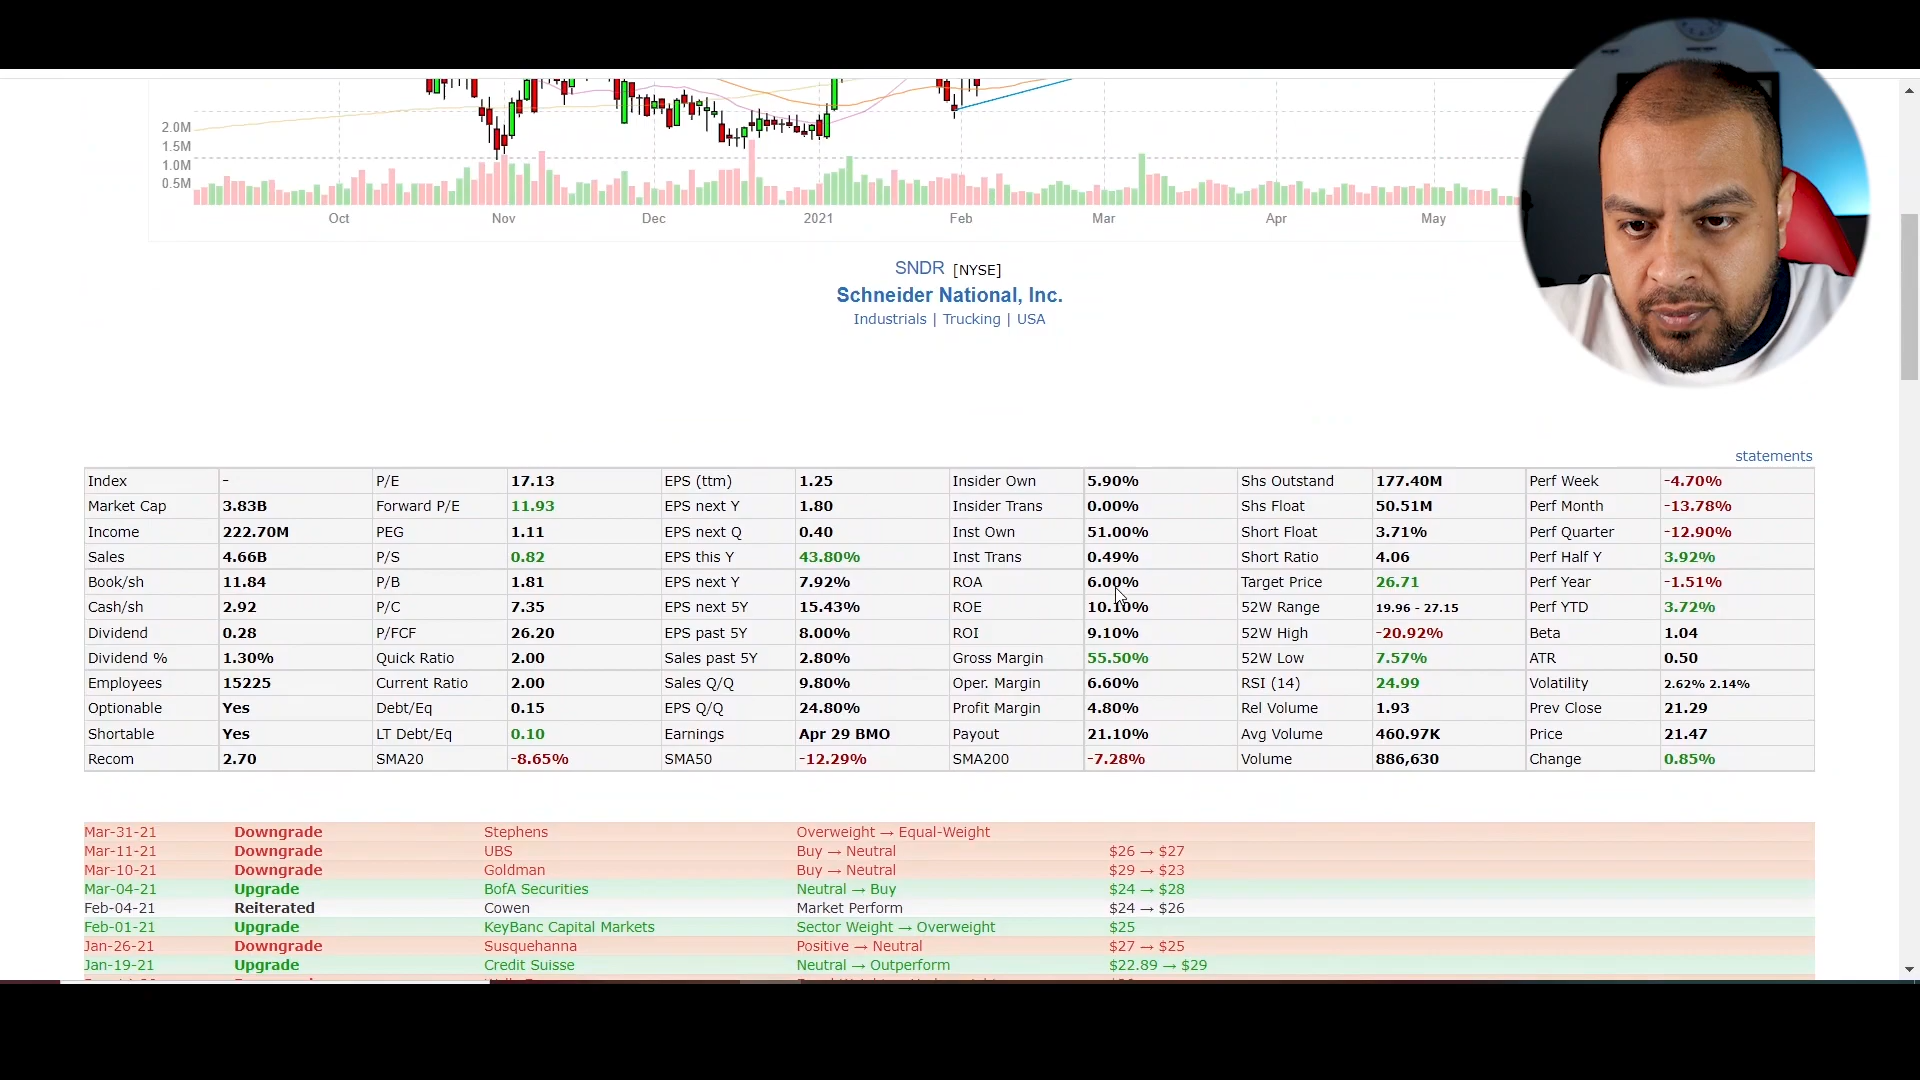 2.0M
1.5M
1.0M
0.5M
Oct Nov Dec 2021 Feb Mar Apr May
SNDR [NYSE]
Schneider National, Inc.
Industrials | Trucking | USA
statements
Index - P/E 17.13 EPS (ttm) 1.25 Insider Own 5.90% Shs Outstand 177.40M Perf Week -4.70%
Market Cap 3.83B Forward P/E 11.93 EPS next Y 1.80 Insider Trans 0.00% Shs Float 50.51M Perf Month -13.78%
Income 222.70M PEG 1.11 EPS next Q 0.40 Inst Own 51.00% Short Float 3.71% Perf Quarter -12.90%
Sales 4.66B P/S 0.82 EPS this Y 43.80% Inst Trans 0.49% Short Ratio 4.06 Perf Half Y 3.92%
Book/sh 11.84 P/B 1.81 EPS next Y 7.92% ROA 6.00% Target Price 26.71 Perf Year -1.51%
Cash/sh 2.92 P/C 7.35 EPS next 5Y 15.43% ROE 10.10% 52W Range 19.96 - 27.15 Perf YTD 3.72%
Dividend 0.28 P/FCF 26.20 EPS past 5Y 8.00% ROI 9.10% 52W High -20.92% Beta 1.04
Dividend % 1.30% Quick Ratio 2.00 Sales past 5Y 2.80% Gross Margin 55.50% 52W Low 7.57% ATR 0.50
Employees 15225 Current Ratio 2.00 Sales Q/Q 9.80% Oper. Margin 6.60% RSI (14) 24.99 Volatility 2.62% 2.14%
Optionable Yes Debt/Eq 0.15 EPS Q/Q 24.80% Profit Margin 4.80% Rel Volume 1.93 Prev Close 21.29
Shortable Yes LT Debt/Eq 0.10 Earnings Apr 29 BMO Payout 21.10% Avg Volume 460.97K Price 21.47
Recom 2.70 SMA20 -8.65% SMA50 -12.29% SMA200 -7.28% Volume 886,630 Change 0.85%
Mar-31-21 Downgrade Stephens Overweight → Equal-Weight
Mar-11-21 Downgrade UBS Buy → Neutral $26 → $27
Mar-10-21 Downgrade Goldman Buy → Neutral $29 → $23
Mar-04-21 Upgrade BofA Securities Neutral → Buy $24 → $28
Feb-04-21 Reiterated Cowen Market Perform $24 → $26
Feb-01-21 Upgrade KeyBanc Capital Markets Sector Weight → Overweight $25
Jan-26-21 Downgrade Susquehanna Positive → Neutral $27 → $25
Jan-19-21 Upgrade Credit Suisse Neutral → Outperform $22.89 → $29